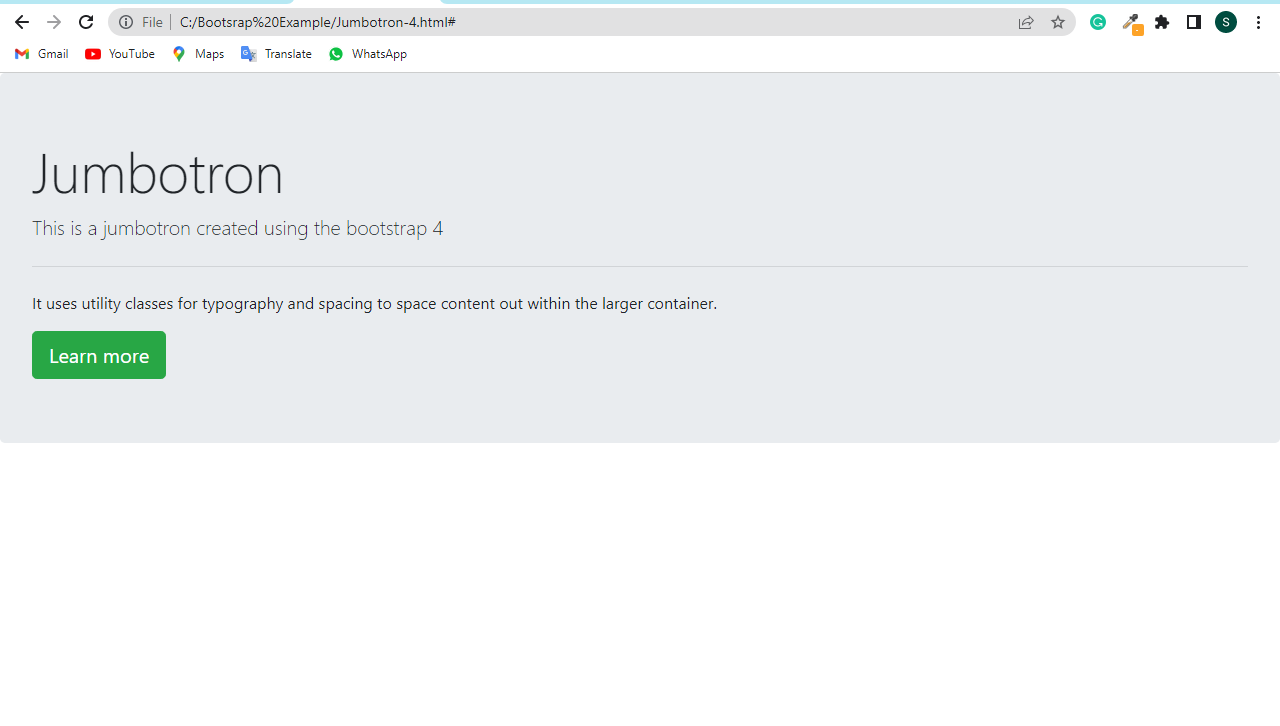 File | C:/Bootsrap%20Example/Jumbotron-4.html#
S
Gmail YouTube Maps Translate WhatsApp
Jumbotron
This is a jumbotron created using the bootstrap 4
It uses utility classes for typography and spacing to space content out within the larger container.
Learn more